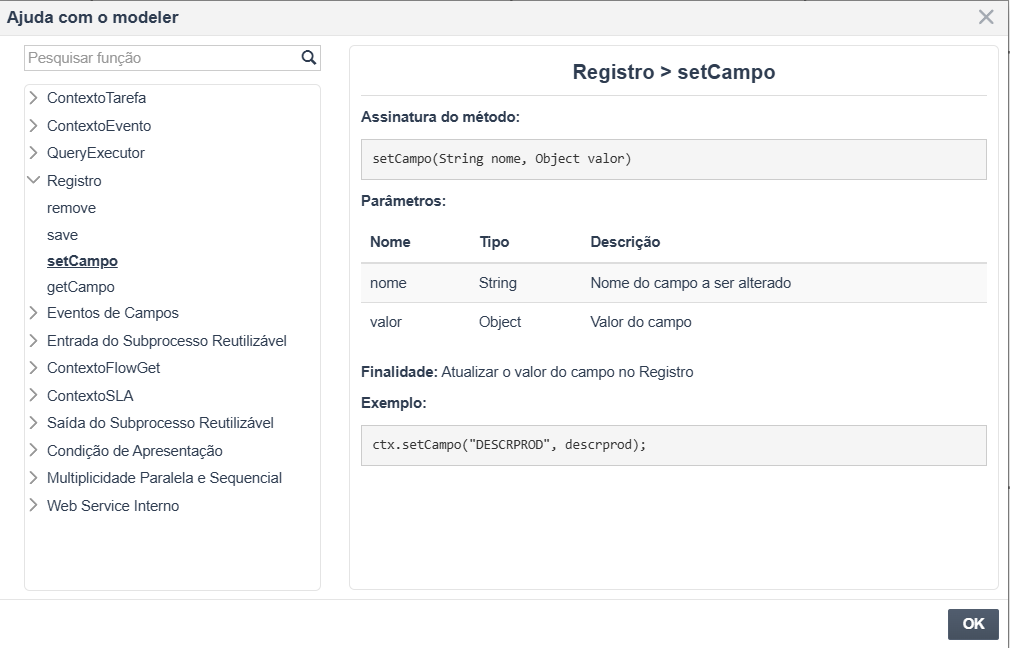 Ajuda com o modeler
Pesquisar função
ContextoTarefa
ContextoEvento
QueryExecutor
Registro
remove
save
setCampo
getCampo
Eventos de Campos
Entrada do Subprocesso Reutilizável
ContextoFlowGet
ContextoSLA
Saída do Subprocesso Reutilizável
Condição de Apresentação
Multiplicidade Paralela e Sequencial
Web Service Interno
Registro > setCampo
Assinatura do método:
setCampo(String nome, Object valor)
Parâmetros:
Nome Tipo Descrição
nome String Nome do campo a ser alterado
valor Object Valor do campo
Finalidade: Atualizar o valor do campo no Registro
Exemplo:
ctx.setCampo("DESCRPROD", descrprod);
OK